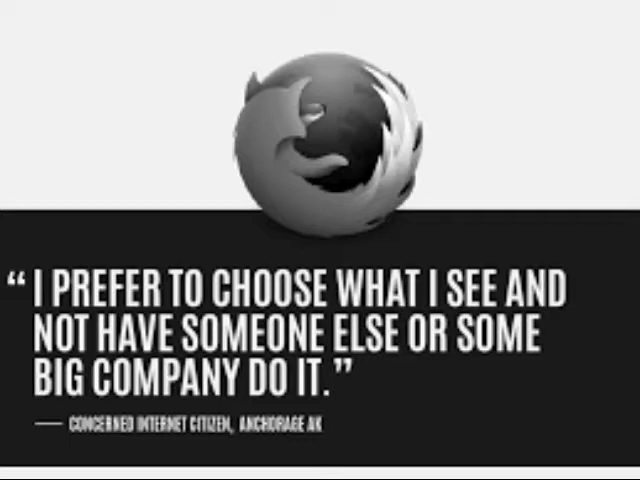 “I PREFER TO CHOOSE WHAT I SEE AND
NOT HAVE SOMEONE ELSE OR SOME
BIG COMPANY DO IT.”
— CONCERNED INTERNET CITIZEN, ANCHORAGE AK